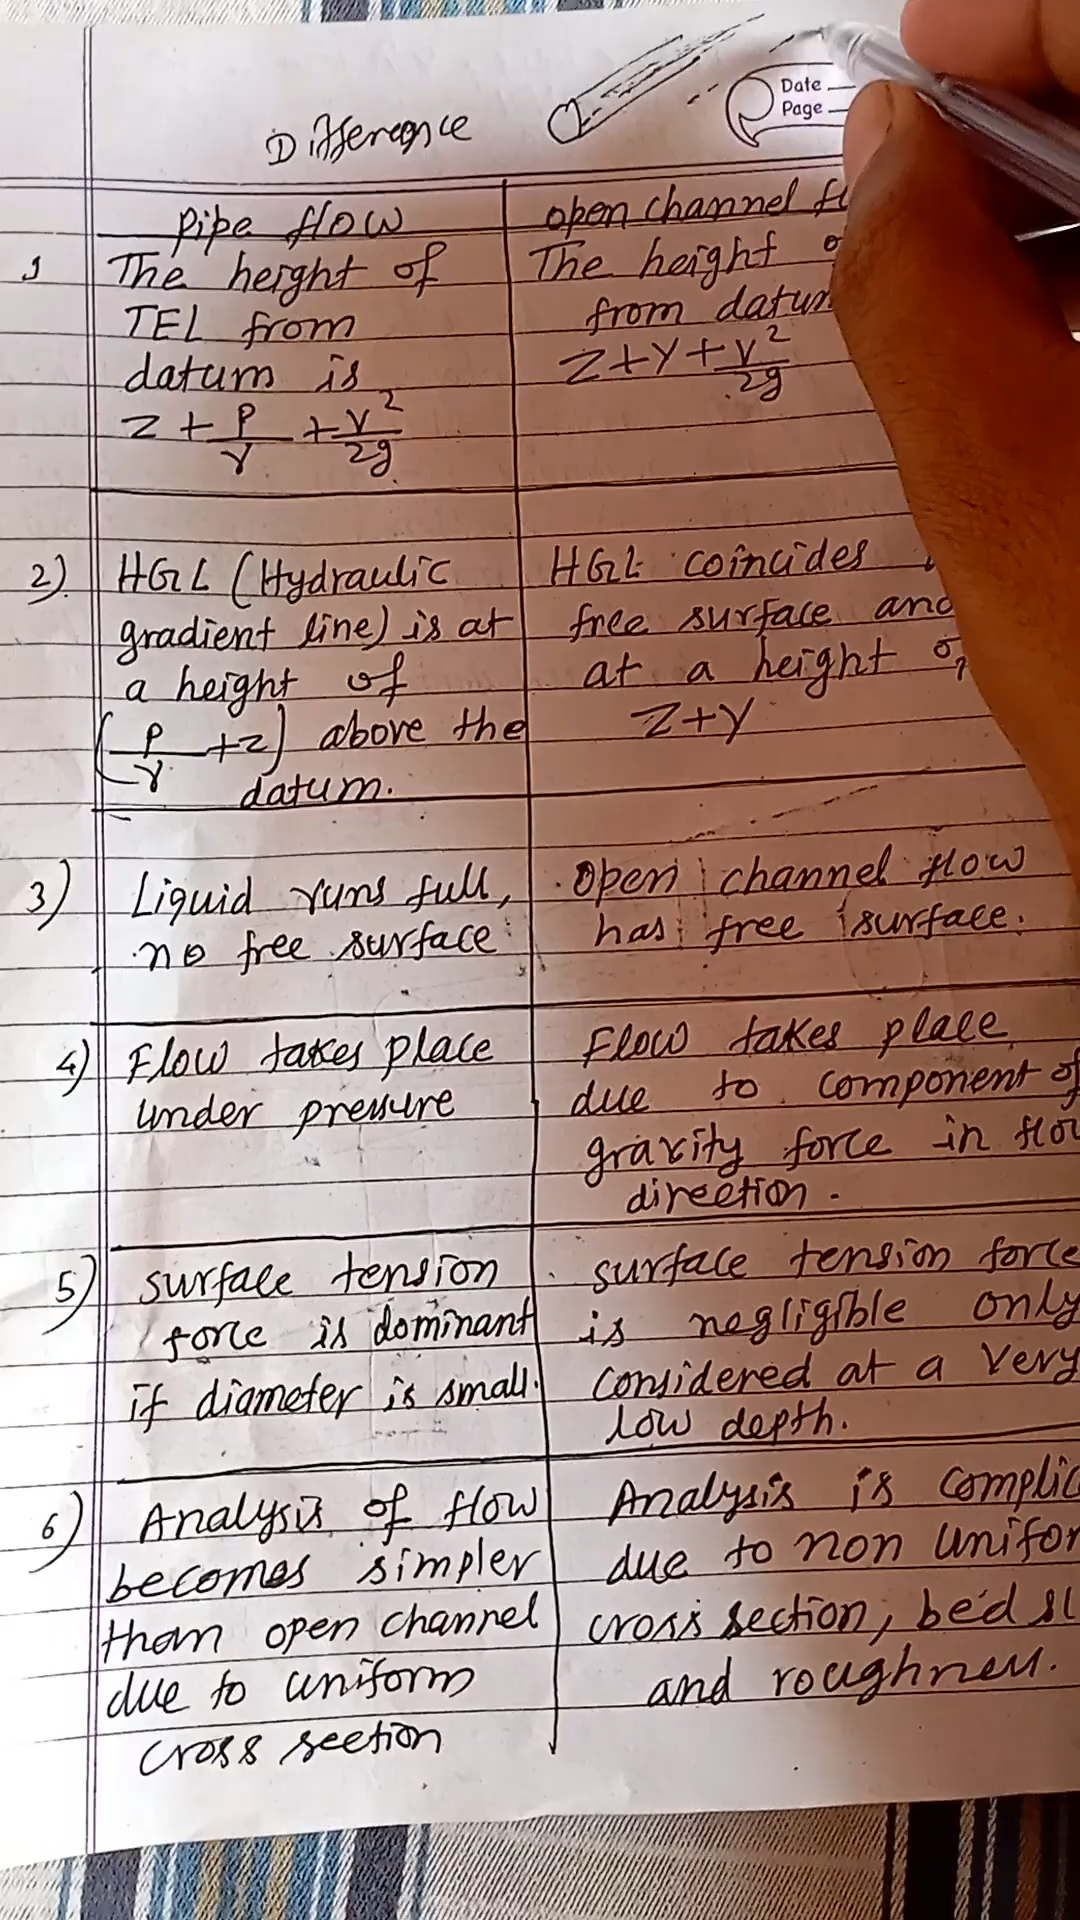 Difference
Date
Page
pipe flow
open channel
1
The height of
TEL from
datum is
Z + P/γ + V²/2g
The height
from datum
Z+Y+V²/2g
2)
HGL (Hydraulic
gradient line) is at
a height of
(P/γ + z) above the
datum.
HGL coincides
free surface and
at a height of
Z+Y
3)
Liquid runs full,
no free surface
open channel flow
has free surface.
4)
Flow takes place
under pressure
Flow takes place
due to component of
gravity force in
direction.
5)
surface tension
force is dominant
if diameter is small.
surface tension force
is negligible only
considered at a very
low depth.
6)
Analysis of flow
becomes simpler
than open channel
due to uniform
cross section
Analysis is
due to non
cross section, bed
and roughness.